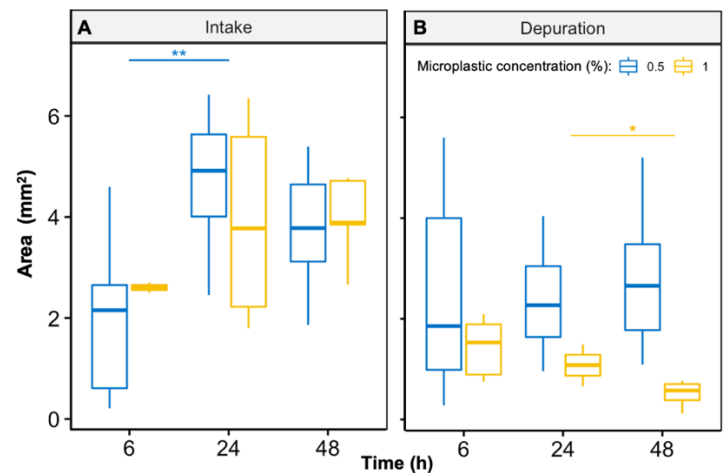 A Intake
B Depuration
Microplastic concentration (%): 0.5 1
**
*
Area (mm²)
6
4
2
0
6 24 48
6 24 48
Time (h)